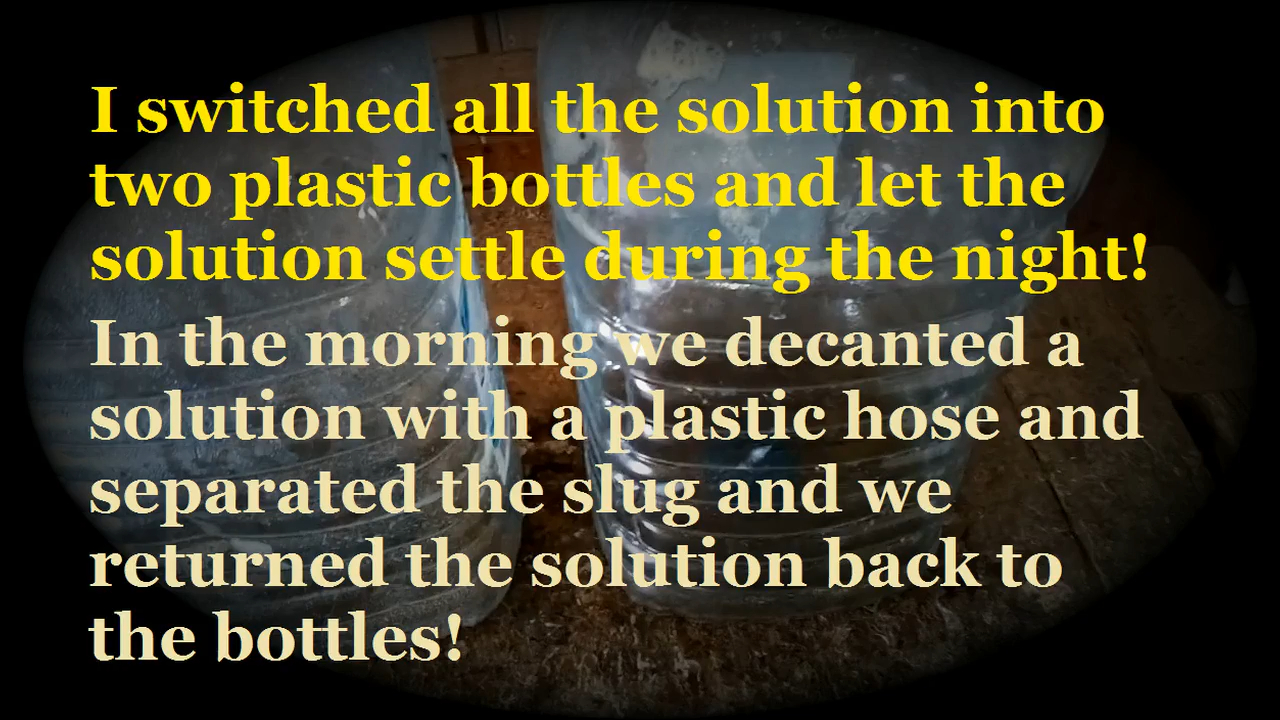 I switched all the solution into
two plastic bottles and let the
solution settle during the night!
In the morning we decanted a
solution with a plastic hose and
separated the slug and we
returned the solution back to
the bottles!